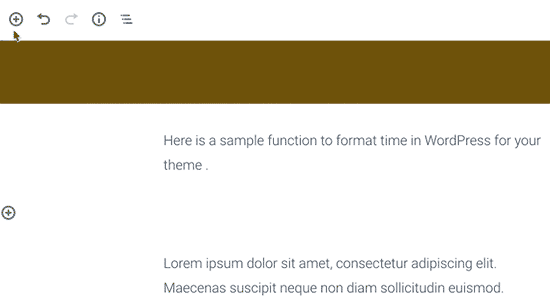 Here is a sample function to format time in WordPress for your
theme .
Lorem ipsum dolor sit amet, consectetur adipiscing elit.
Maecenas suscipit neque non diam sollicitudin euismod.